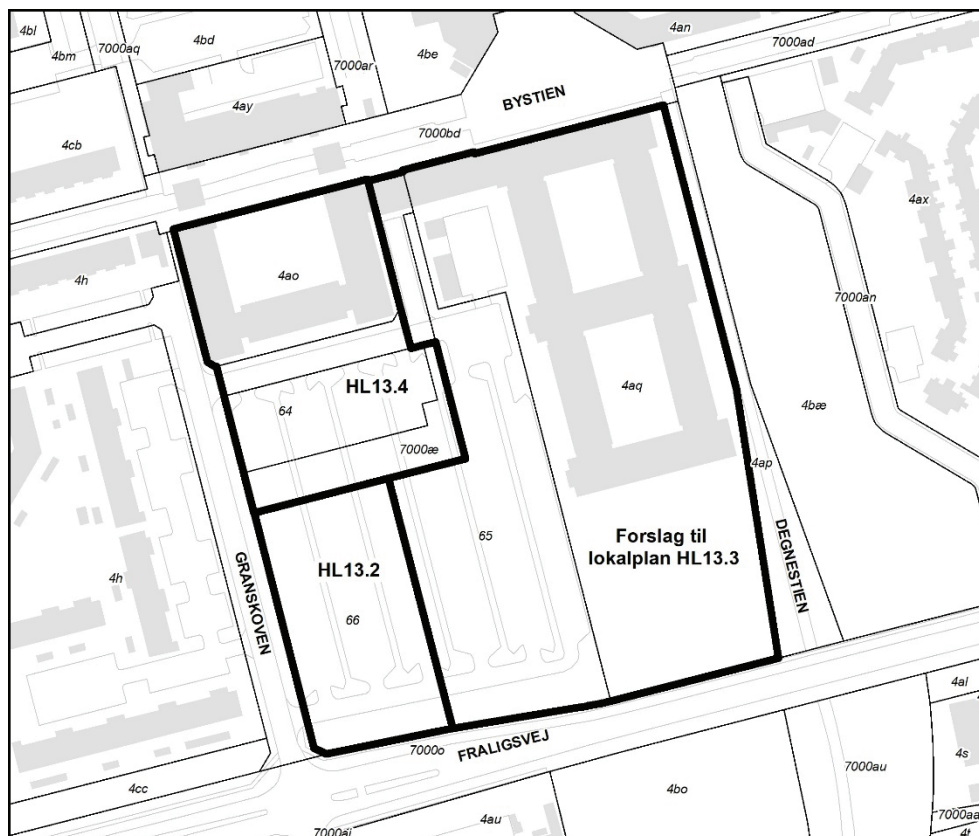 4bl
4bm
7000aq
4bd
7000ar
4be
4an
7000ad
4ay
BYSTIEN
7000bd
4cb
4ax
4h
4ao
7000an
HL13.4
64
7000æ
4aq
4bæ
4ap
65
Forslag til
lokalplan HL13.3
DEGNESTIEN
GRANSKOVEN
HL13.2
66
4h
7000o
FRALIGSVEJ
4al
4cc
4s
7000au
4bo
4au
7000ai
7000aa